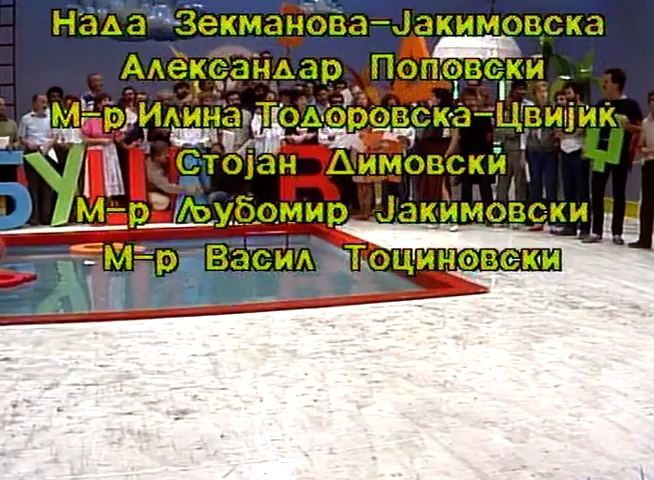 Нада Зекманова-Јакимовска
Александар Поповски
М-р Илина Тодоровска-Цвијиќ
Стојан Димовски
М-р Љубомир Јакимовски
М-р Васил Тоциновски
Б У Ц В